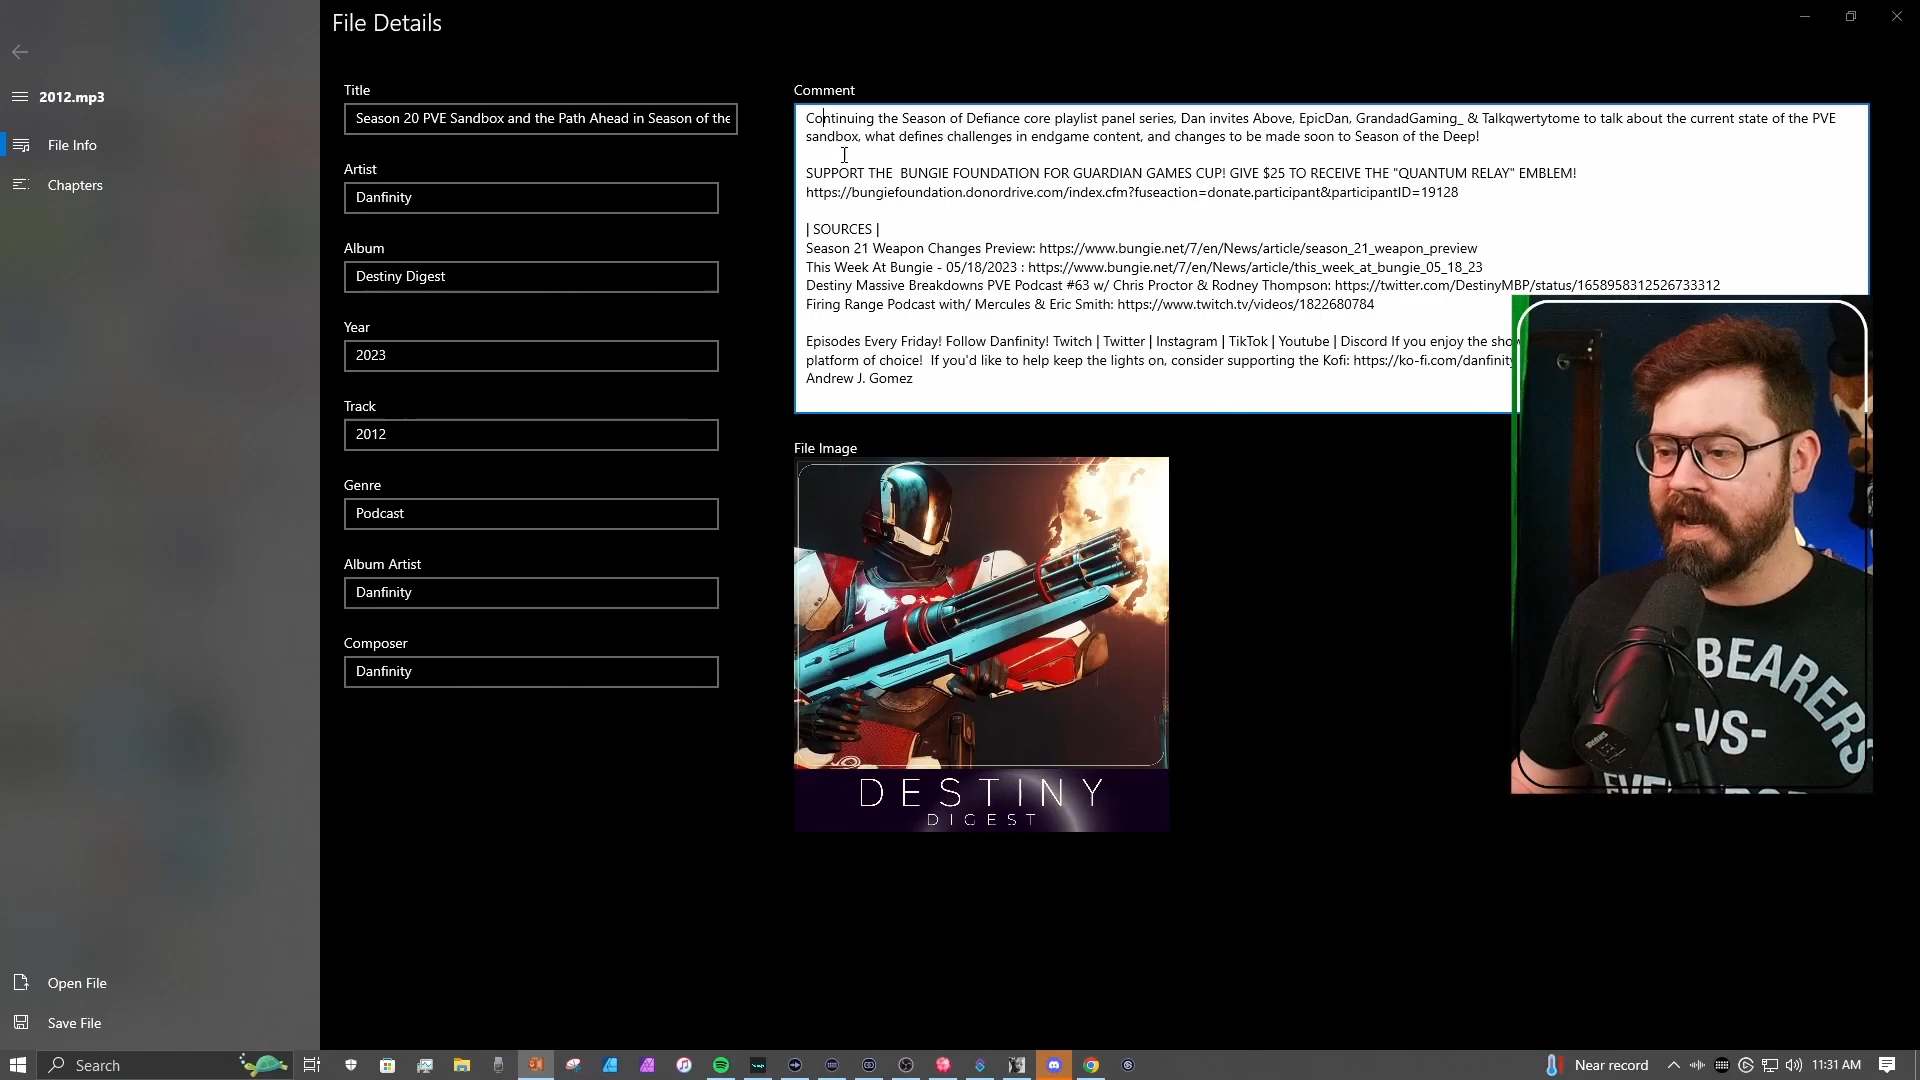 File Details
2012.mp3
File Info
Chapters
Title
Season 20 PVE Sandbox and the Path Ahead in Season of the
Artist
Danfinity
Album
Destiny Digest
Year
2023
Track
2012
Genre
Podcast
Album Artist
Danfinity
Composer
Danfinity
Comment
Continuing the Season of Defiance core playlist panel series, Dan invites Above, EpicDan, GrandadGaming_ & Talkqwertytome to talk about the current state of the PVE
sandbox, what defines challenges in endgame content, and changes to be made soon to Season of the Deep!
SUPPORT THE  BUNGIE FOUNDATION FOR GUARDIAN GAMES CUP! GIVE $25 TO RECEIVE THE "QUANTUM RELAY" EMBLEM!
https://bungiefoundation.donordrive.com/index.cfm?fuseaction=donate.participant&participantID=19128
| SOURCES |
Season 21 Weapon Changes Preview: https://www.bungie.net/7/en/News/article/season_21_weapon_preview
This Week At Bungie - 05/18/2023 : https://www.bungie.net/7/en/News/article/this_week_at_bungie_05_18_23
Destiny Massive Breakdowns PVE Podcast #63 w/ Chris Proctor & Rodney Thompson: https://twitter.com/DestinyMBP/status/1658958312526733312
Firing Range Podcast with/ Mercules & Eric Smith: https://www.twitch.tv/videos/1822680784
Episodes Every Friday! Follow Danfinity! Twitch | Twitter | Instagram | TikTok | Youtube | Discord If you enjoy the show
platform of choice!  If you'd like to help keep the lights on, consider supporting the Kofi: https://ko-fi.com/danfinity
Andrew J. Gomez
File Image
DESTINY
DIGEST
BEARERS
-VS-
Open File
Save File
Search
Near record
11:31 AM